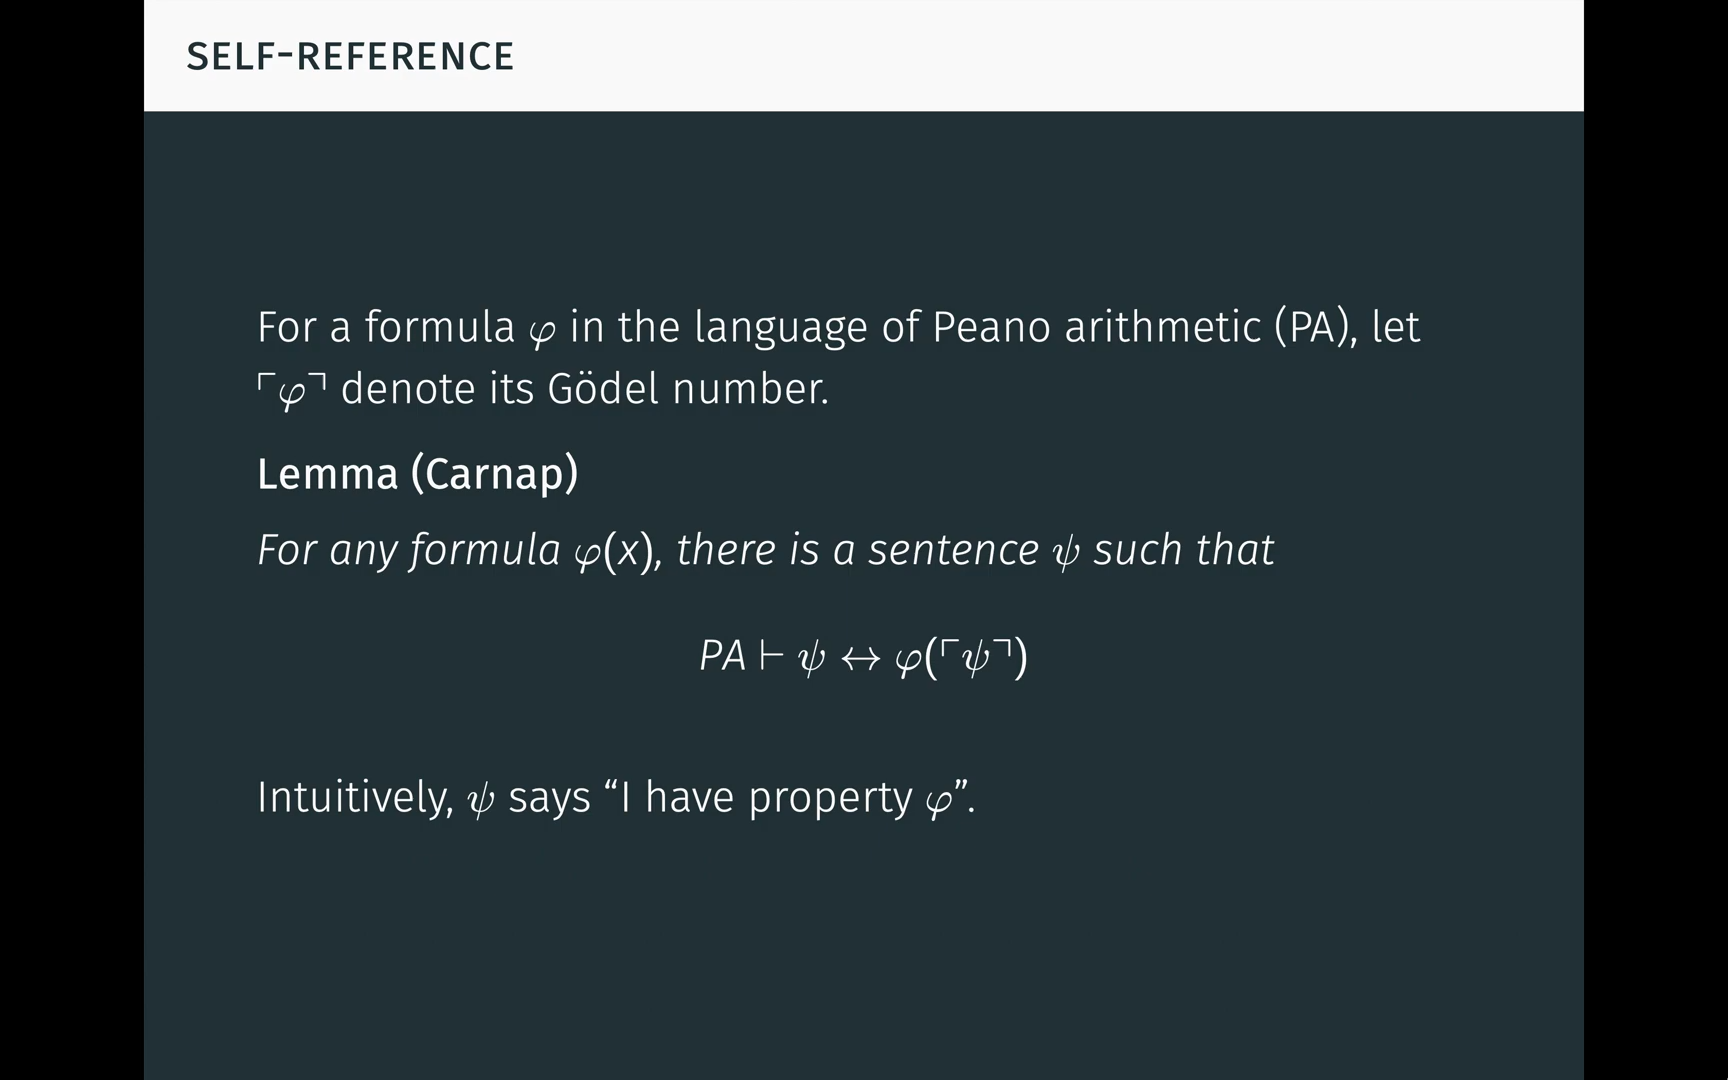 SELF-REFERENCE
For a formula φ in the language of Peano arithmetic (PA), let
⌜φ⌝ denote its Gödel number.
Lemma (Carnap)
For any formula φ(x), there is a sentence ψ such that
PA ⊢ ψ ↔ φ(⌜ψ⌝)
Intuitively, ψ says “I have property φ”.